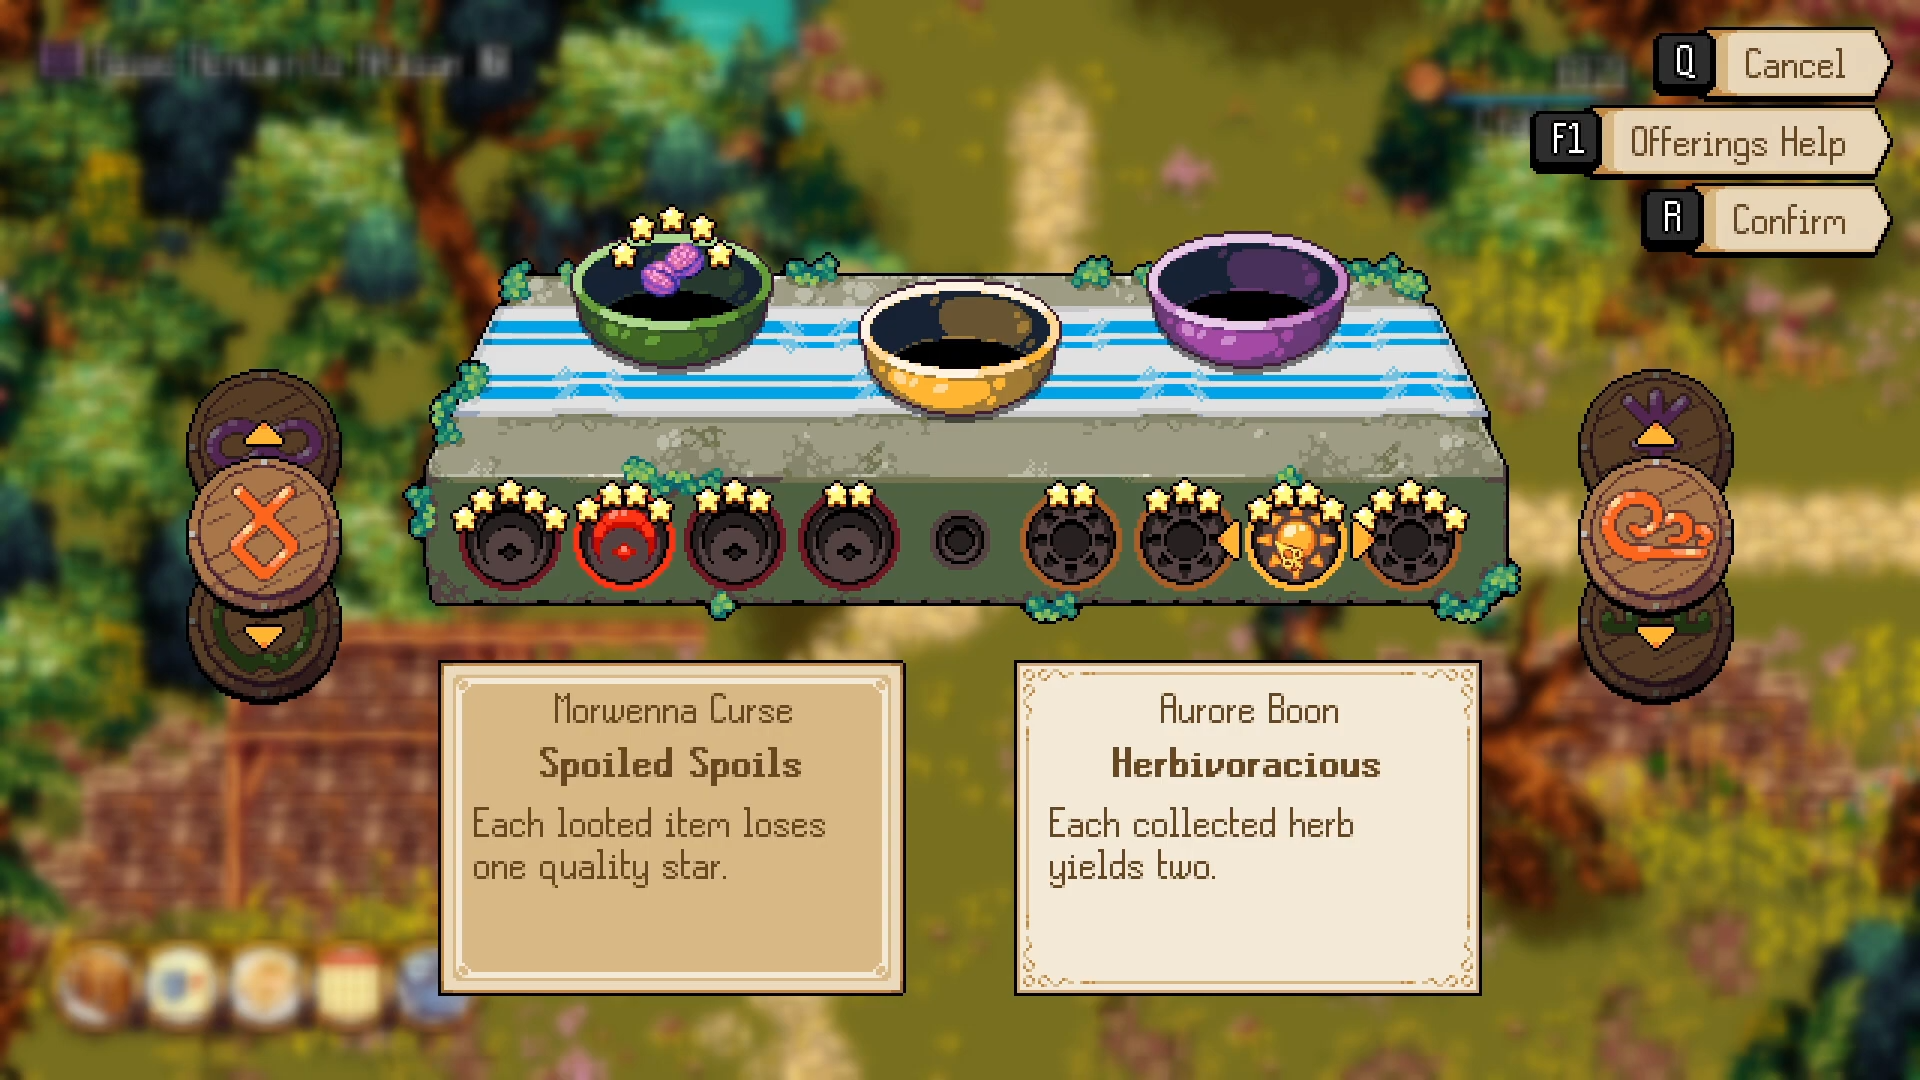 Q Cancel
F1 Offerings Help
R Confirm
Morwenna Curse
Spoiled Spoils
Each looted item loses
one quality star.
Aurore Boon
Herbivoracious
Each collected herb
yields two.